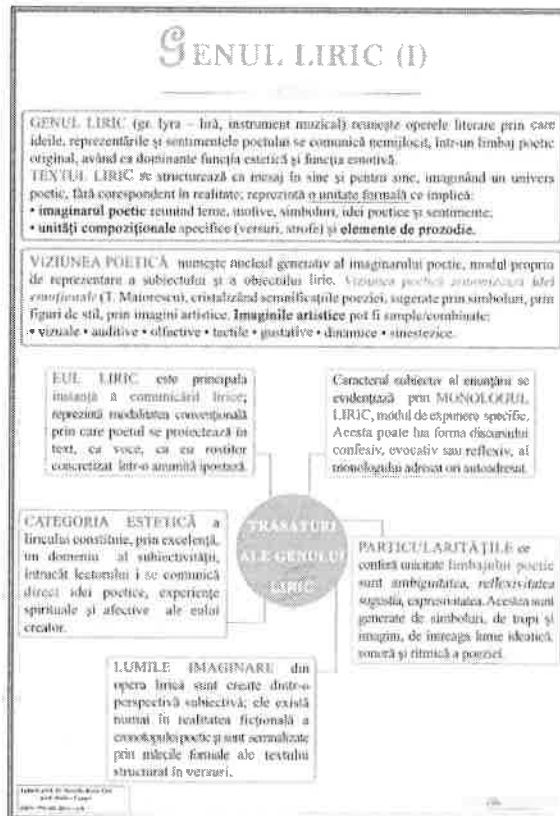 GENUL LIRIC (I)
GENUL LIRIC (gr. lyra – liră, instrument muzical) reunește operele literare prin care
ideile, reprezentările și sentimentele poetului se comunică nemijlocit, într-un limbaj poetic
original, având ca dominante funcția estetică și funcția emotivă.
TEXTUL LIRIC se structurează ca mesaj în sine și pentru sine, imaginând un univers
poetic, fără corespondent în realitate; reprezintă o unitate formală ce implică:
• imaginarul poetic reunind teme, motive, simboluri, idei poetice și sentimente;
• unități compoziționale specifice (versuri, strofe) și elemente de prozodie.
VIZIUNEA POETICĂ numește nucleul generativ al imaginarului poetic, modul propriu
de reprezentare a subiectului și a obiectului liric. Viziunea poetică armonizează idei
emoționale (T. Maiorescu), cristalizând semnificațiile poeziei, sugerate prin simboluri, prin
figuri de stil, prin imagini artistice. Imaginile artistice pot fi simple/combinate:
• vizuale • auditive • olfactive • tactile • gustative • dinamice • sinestezice.
EUL LIRIC este principala
instanță a comunicării lirice;
reprezintă modalitatea convențională
prin care poetul se proiectează în
text, ca voce, ca eu rostitor
concretizat într-o anumită ipostază.
Caracterul subiectiv al enunțării se
evidențiază prin MONOLOGUL
LIRIC, modul de expunere specific.
Acesta poate lua forma discursului
confesiv, evocativ sau reflexiv, al
monologului adresat ori autoadresat.
CATEGORIA ESTETICĂ a
liricului constituie, prin excelență,
un domeniu al subiectivității,
întrucât lectorului i se comunică
direct idei poetice, experiențe
spirituale și afective ale eului
creator.
TRĂSĂTURI
ALE GENULUI
LIRIC
PARTICULARITĂȚILE ce
conferă unicitate limbajului poetic
sunt ambiguitatea, reflexivitatea
sugestia, expresivitatea. Acestea sunt
generate de simboluri, de tropi și
imagini, de întreaga lume ideatică,
sonoră și ritmică a poeziei.
LUMILE IMAGINARE din
opera lirică sunt create dintr-o
perspectivă subiectivă; ele există
numai în realitatea ficțională a
cronotopului poetic și sunt semnalizate
prin mărcile formale ale textului
structurat în versuri.